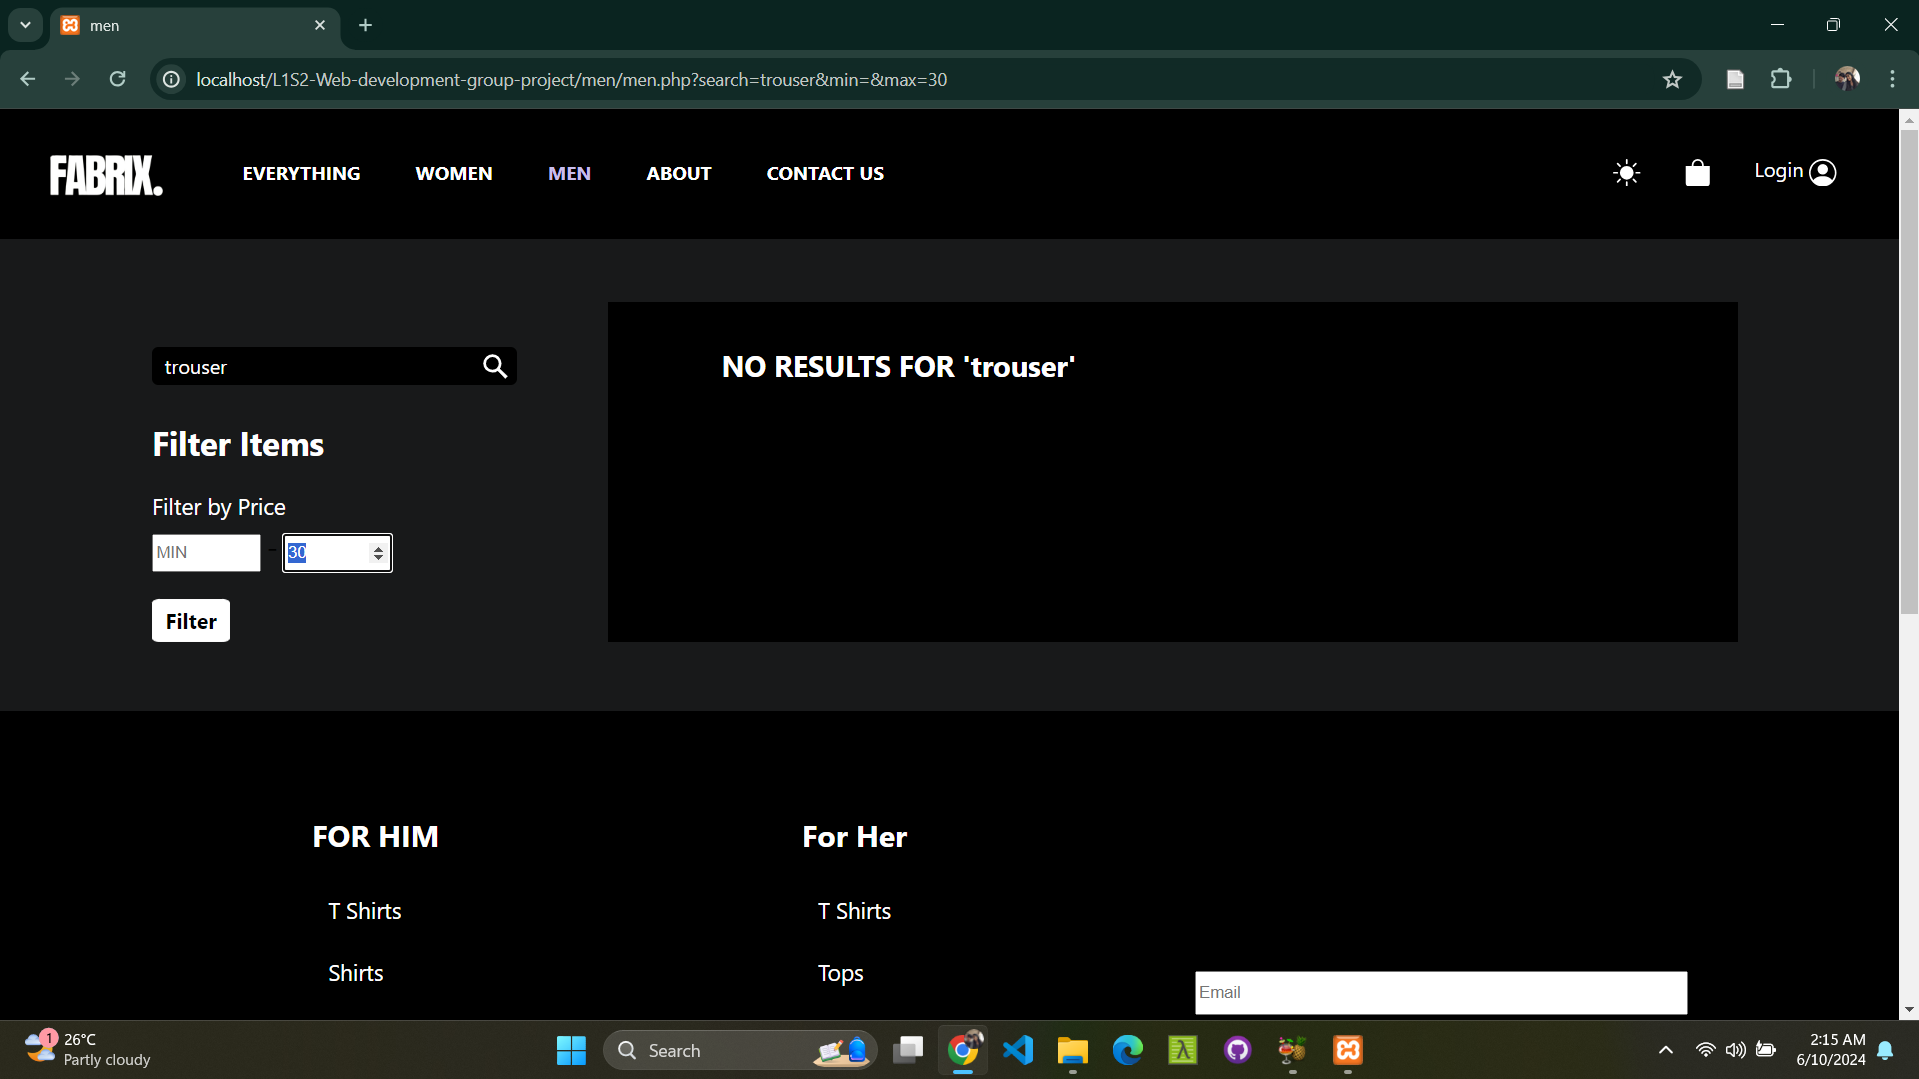 men
localhost/L1S2-Web-development-group-project/men/men.php?search=trouser&min=&max=30
FABRIX.
EVERYTHING
WOMEN
MEN
ABOUT
CONTACT US
Login
trouser
NO RESULTS FOR 'trouser'
Filter Items
Filter by Price
MIN
-
30
Filter
FOR HIM
For Her
T Shirts
T Shirts
Shirts
Tops
Email
1
26°C
Partly cloudy
Search
2:15 AM
6/10/2024